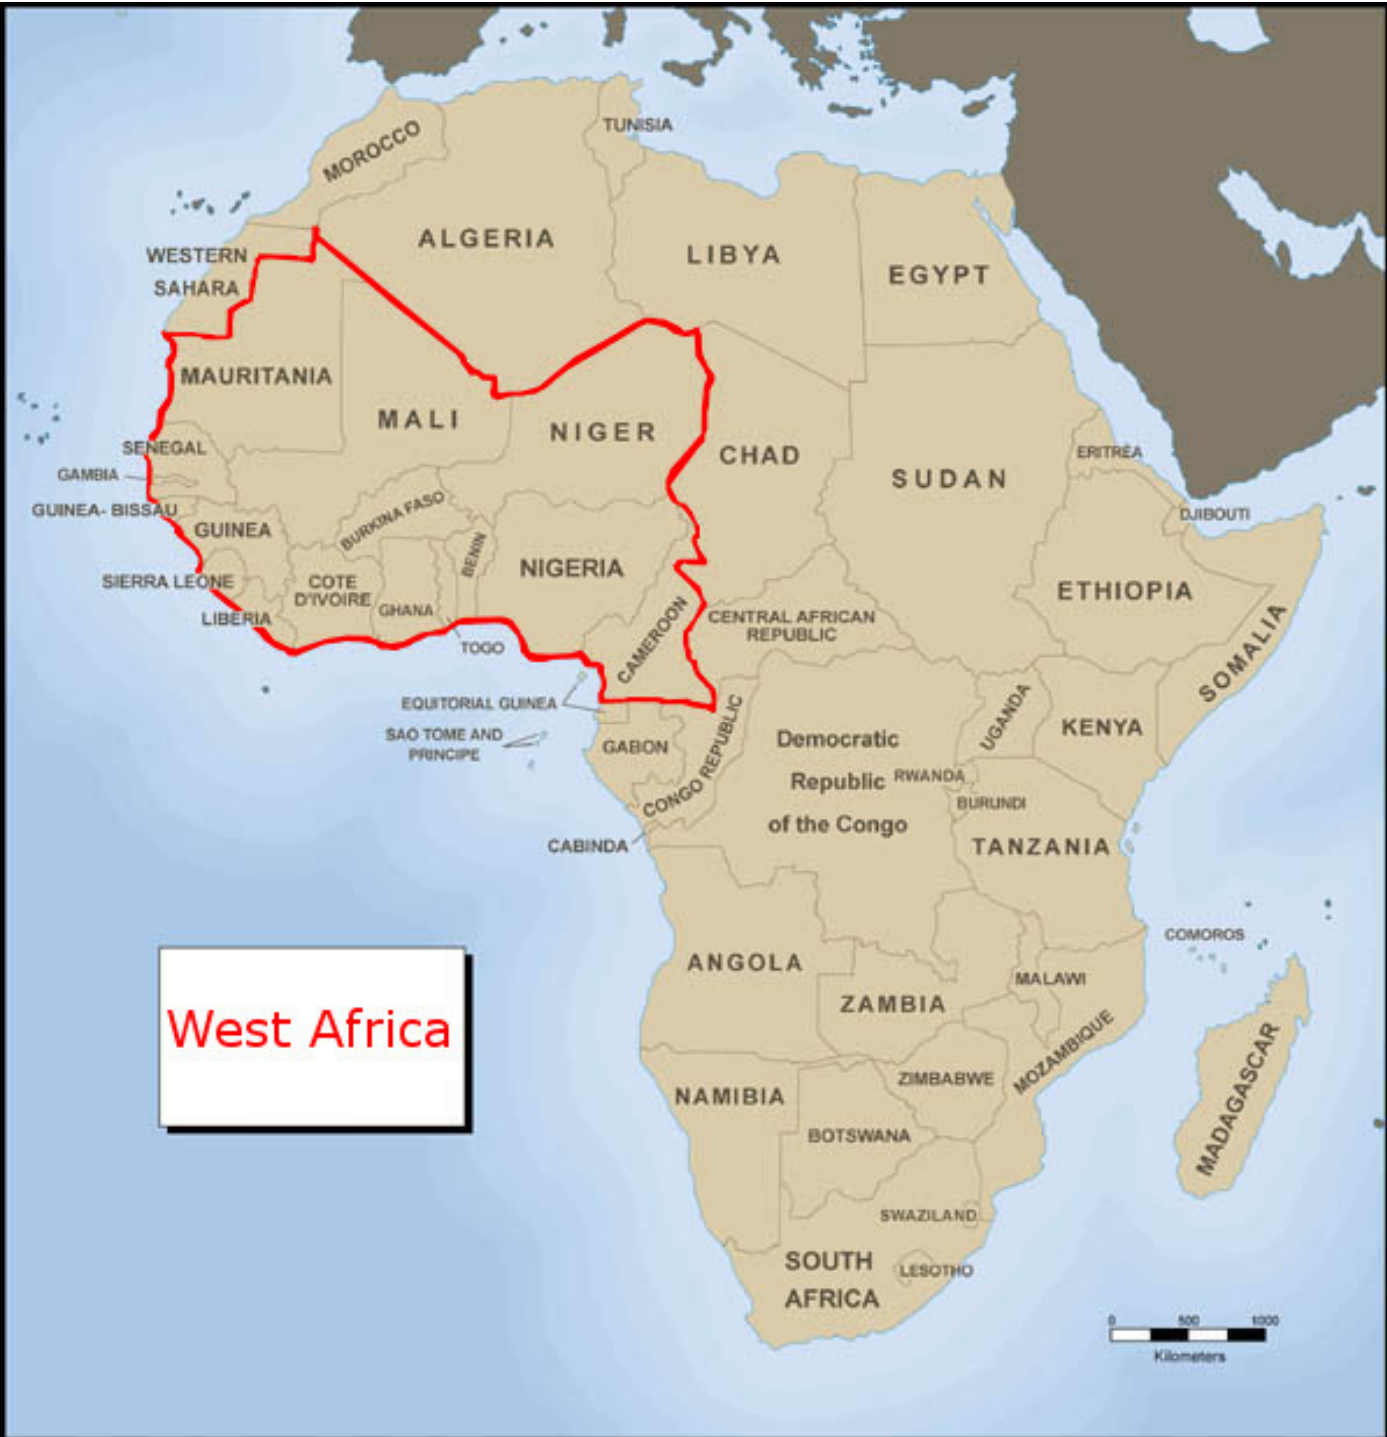 TUNISIA
MOROCCO
ALGERIA
LIBYA
EGYPT
WESTERN
SAHARA
MAURITANIA
MALI
NIGER
CHAD
SUDAN
ERITREA
SENEGAL
GAMBIA
GUINEA- BISSAU
GUINEA
BURKINA FASO
BENIN
NIGERIA
DJIBOUTI
SIERRA LEONE
COTE
D'IVOIRE
GHANA
LIBERIA
TOGO
CAMEROON
CENTRAL AFRICAN
REPUBLIC
ETHIOPIA
SOMALIA
EQUITORIAL GUINEA
SAO TOME AND
PRINCIPE
GABON
CONGO REPUBLIC
Democratic
Republic
of the Congo
UGANDA
KENYA
RWANDA
BURUNDI
CABINDA
TANZANIA
COMOROS
ANGOLA
ZAMBIA
MALAWI
MOZAMBIQUE
MADAGASCAR
West Africa
NAMIBIA
ZIMBABWE
BOTSWANA
SWAZILAND
SOUTH
AFRICA
LESOTHO
0 500 1000
Kilometers